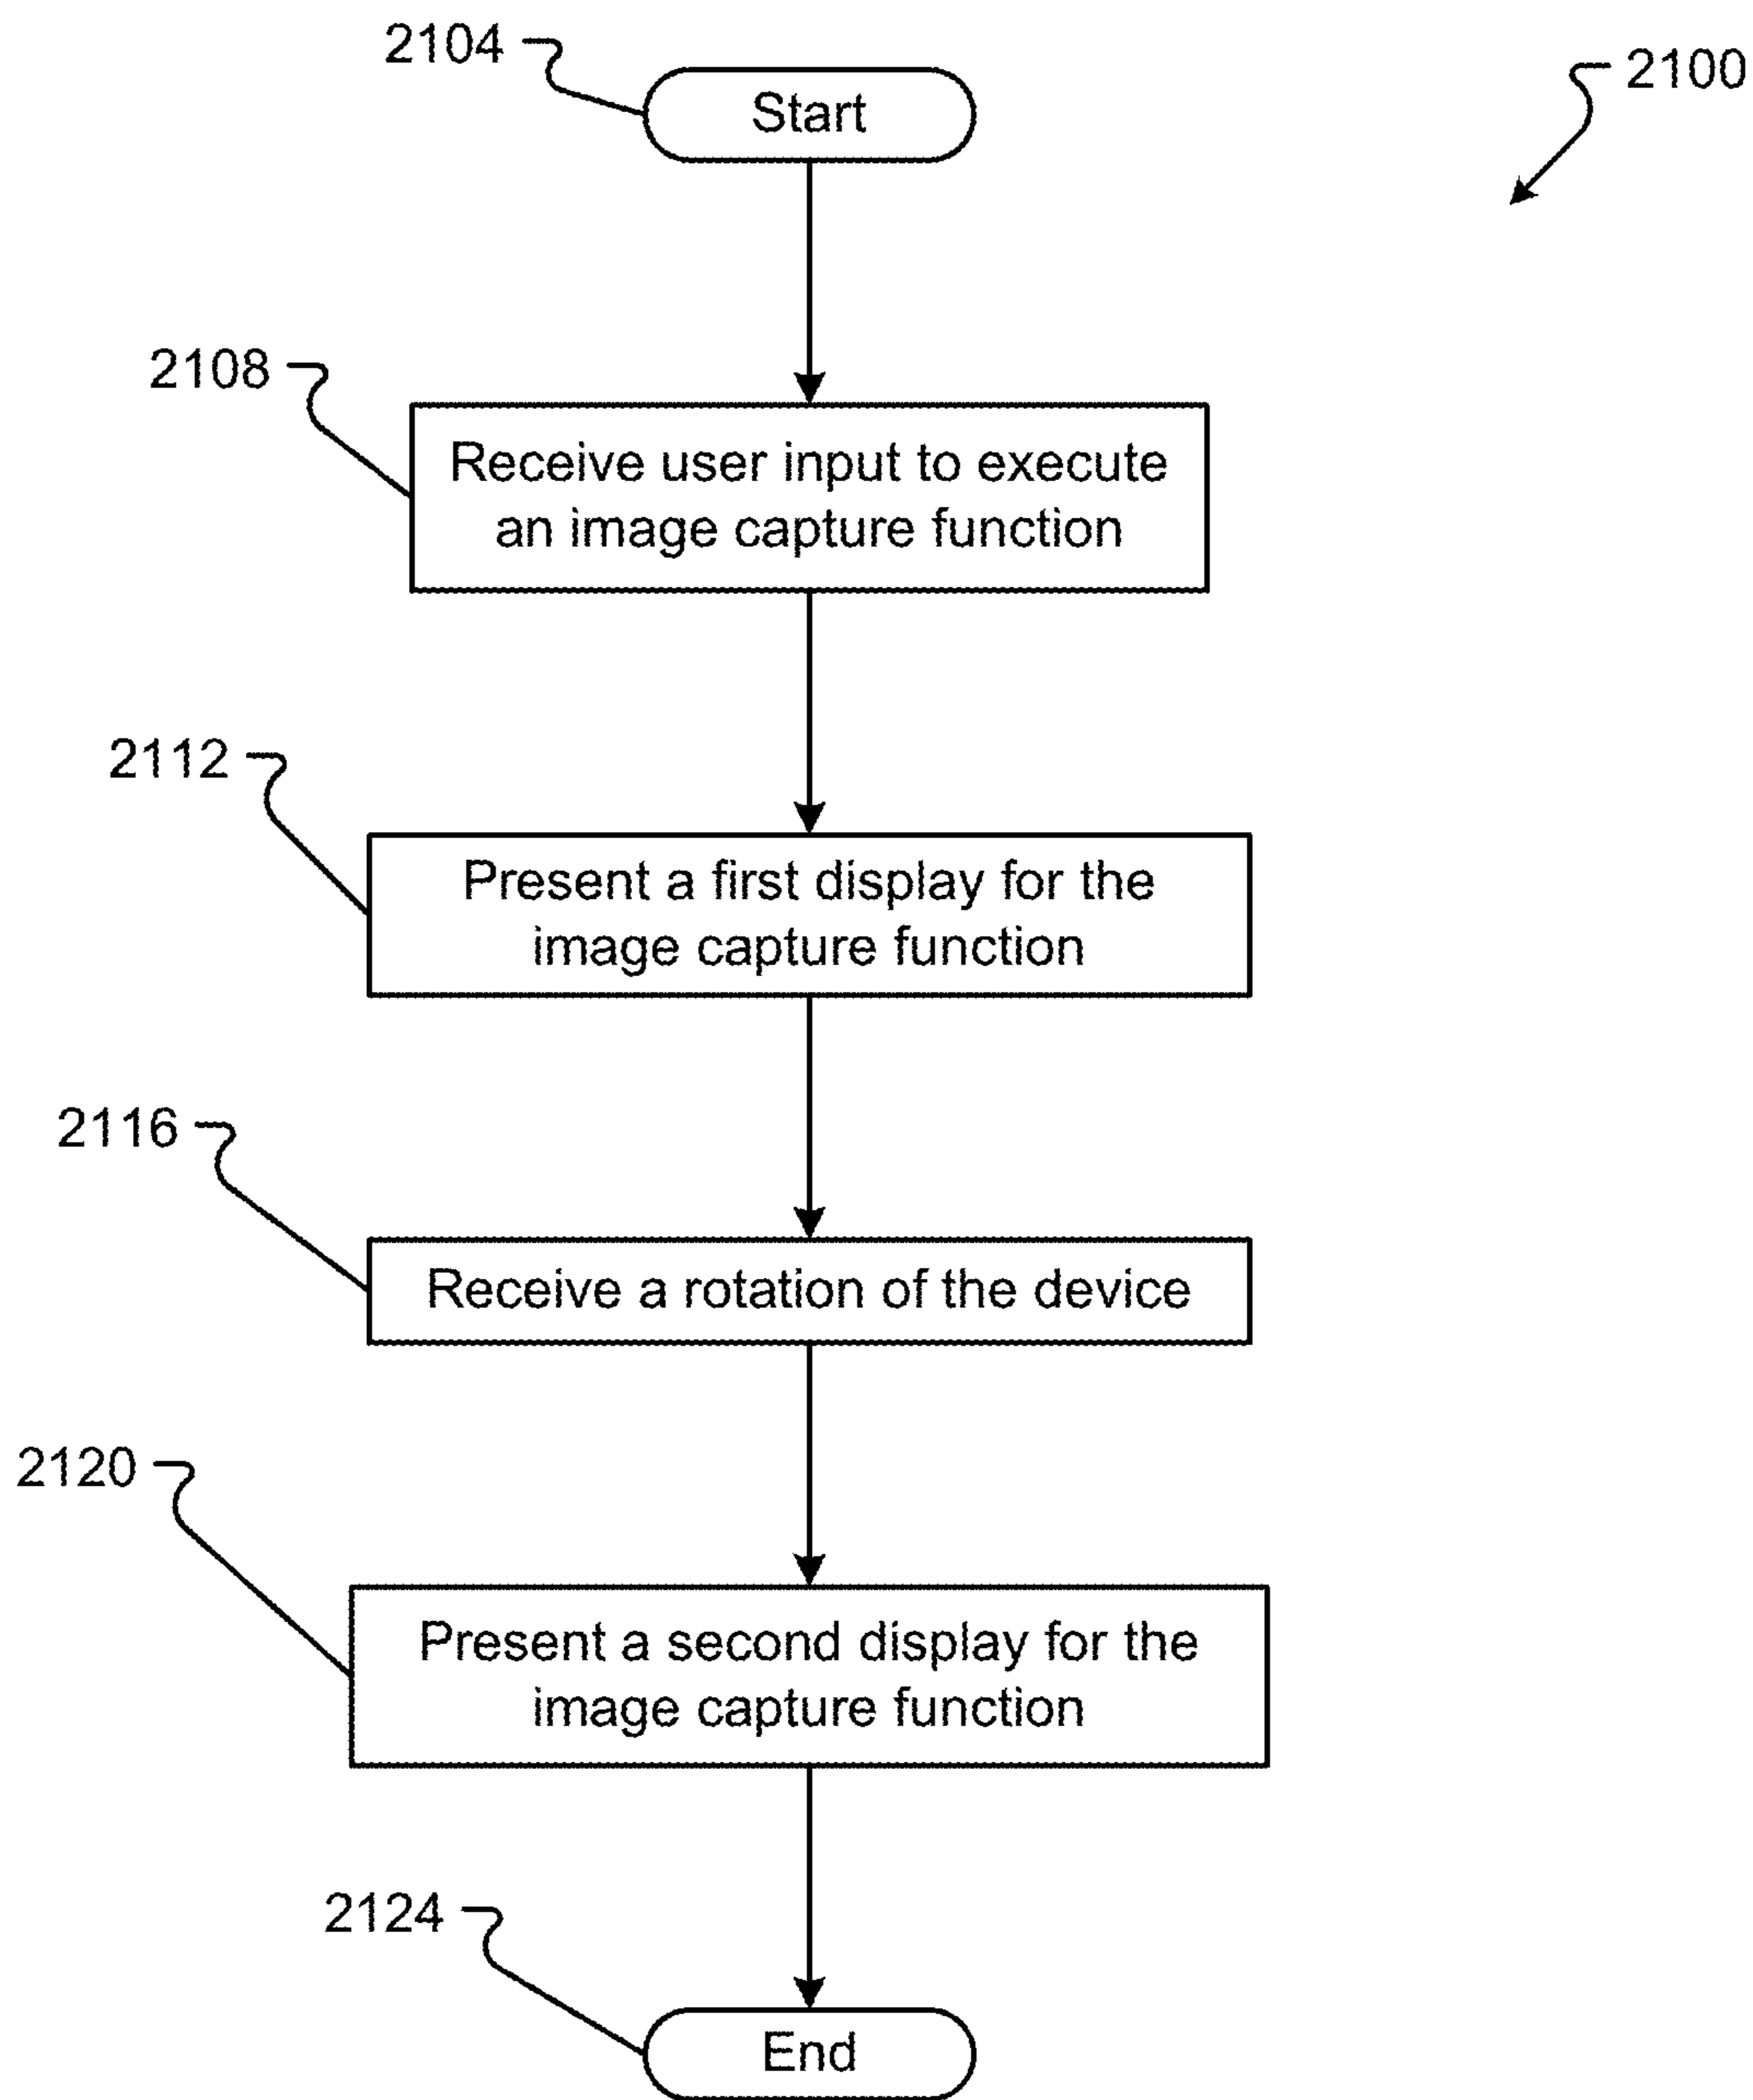 2104
Start
2100
2108
Receive user input to execute
an image capture function
2112
Present a first display for the
image capture function
2116
Receive a rotation of the device
2120
Present a second display for the
image capture function
2124
End